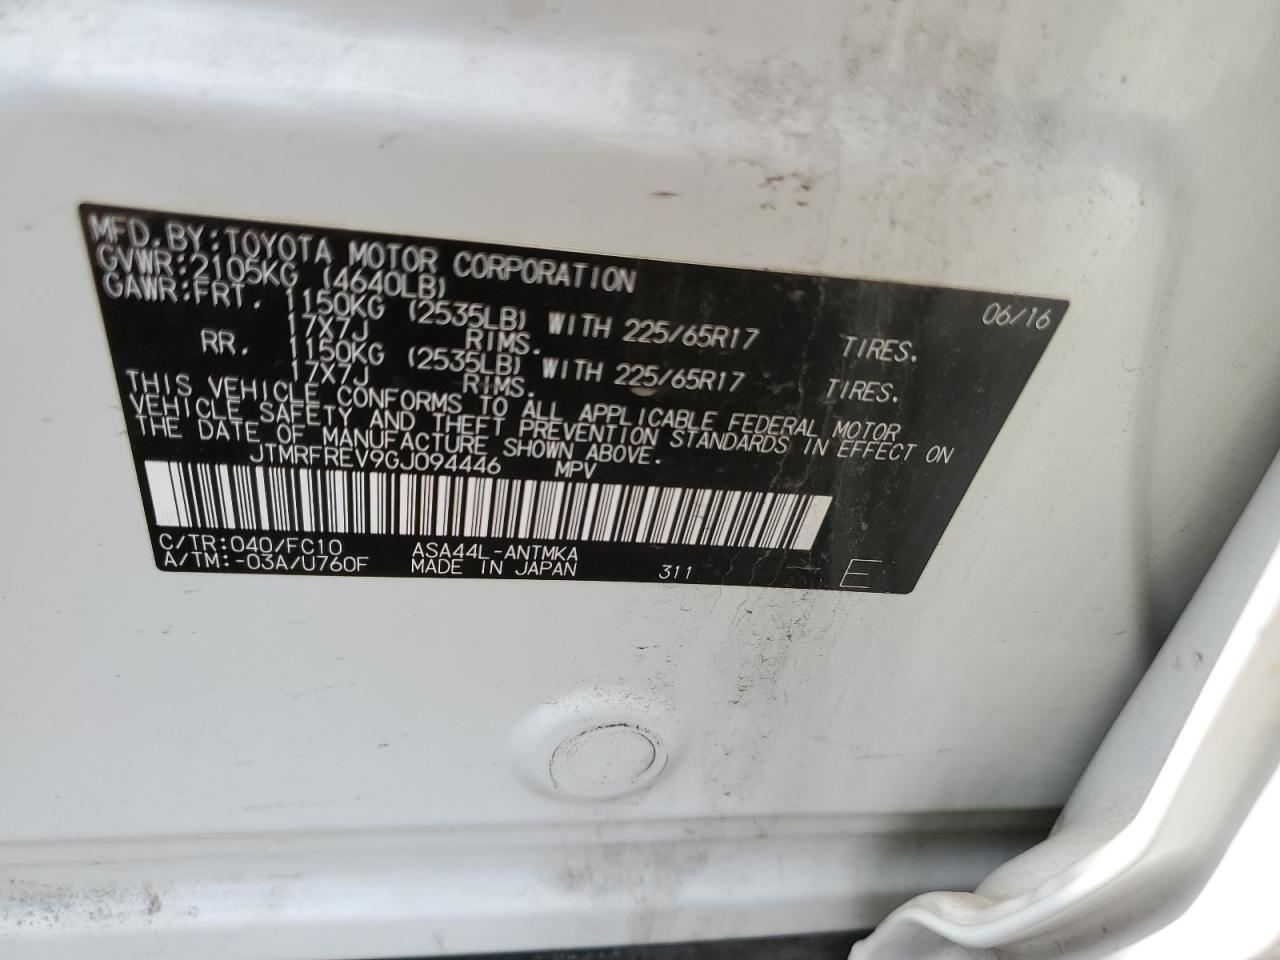 MFD.BY:TOYOTA MOTOR CORPORATION 06/16
GVWR:2105KG (4640LB)
GAWR:FRT. 1150KG (2535LB) WITH 225/65R17 TIRES.
17X7J RIMS.
RR. 1150KG (2535LB) WITH 225/65R17 TIRES.
17X7J RIMS.
THIS VEHICLE CONFORMS TO ALL APPLICABLE FEDERAL MOTOR
VEHICLE SAFETY AND THEFT PREVENTION STANDARDS IN EFFECT ON
THE DATE OF MANUFACTURE SHOWN ABOVE.
JTMRFREV9GJ094446 MPV
C/TR:040/FC10 ASA44L-ANTMKA
A/TM:-03A/U760F MADE IN JAPAN 311 E